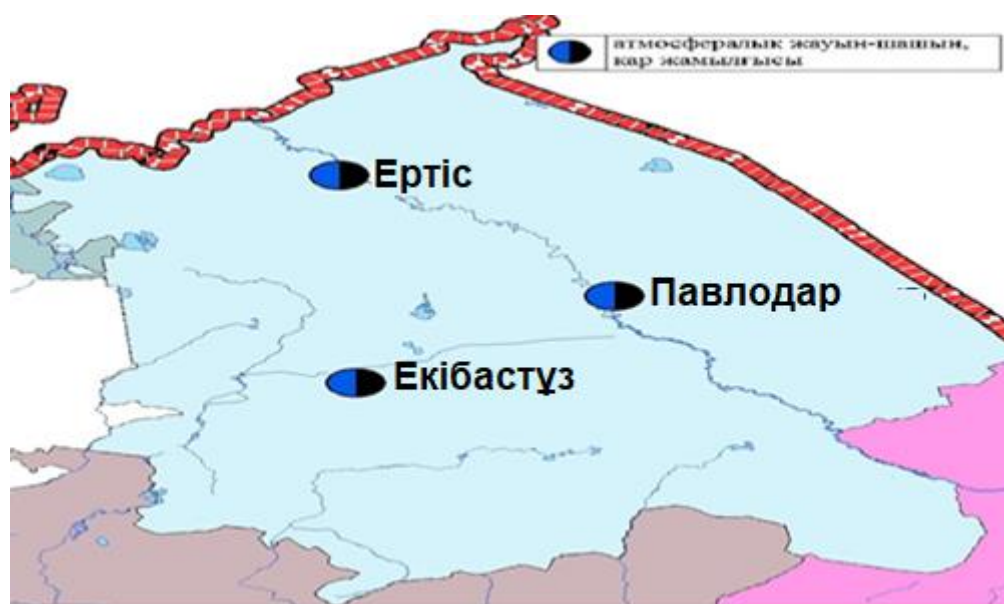 атмосфералық жауын-шашын,
қар жамылғысы
Ертіс
Павлодар
Екібастұз